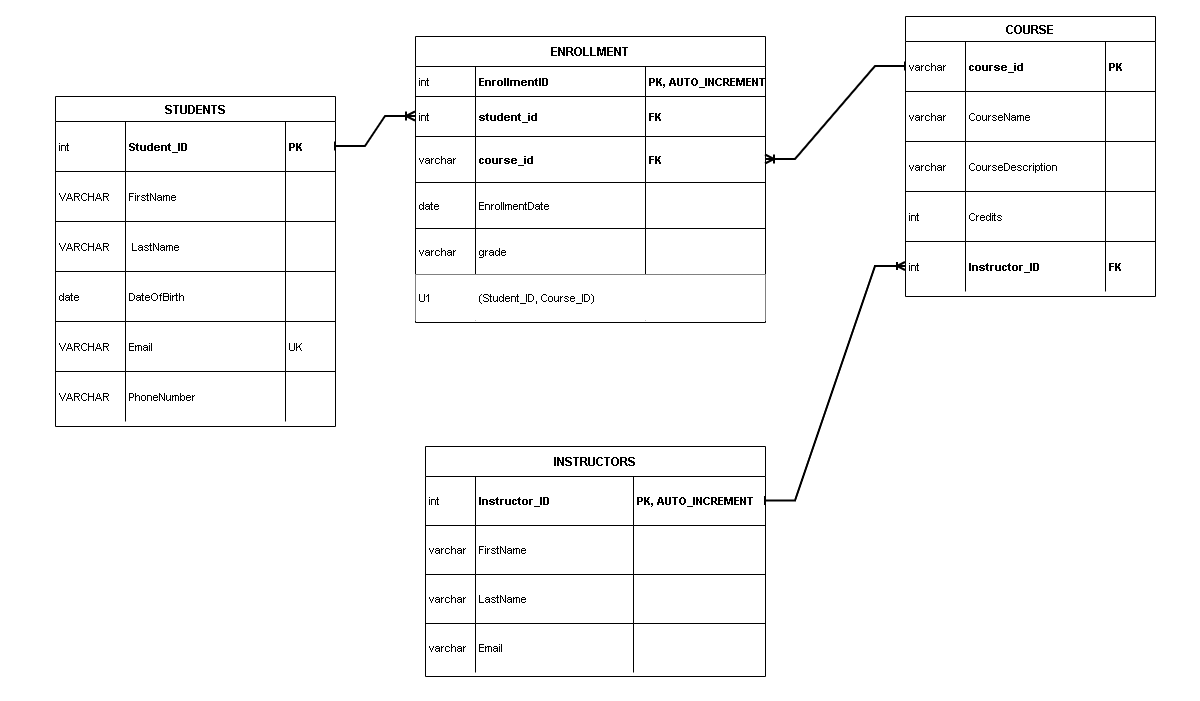 STUDENTS
int Student_ID PK
VARCHAR FirstName
VARCHAR LastName
date DateOfBirth
VARCHAR Email UK
VARCHAR PhoneNumber
ENROLLMENT
int EnrollmentID PK, AUTO_INCREMENT
int student_id FK
varchar course_id FK
date EnrollmentDate
varchar grade
U1 (Student_ID, Course_ID)
COURSE
varchar course_id PK
varchar CourseName
varchar CourseDescription
int Credits
int Instructor_ID FK
INSTRUCTORS
int Instructor_ID PK, AUTO_INCREMENT
varchar FirstName
varchar LastName
varchar Email